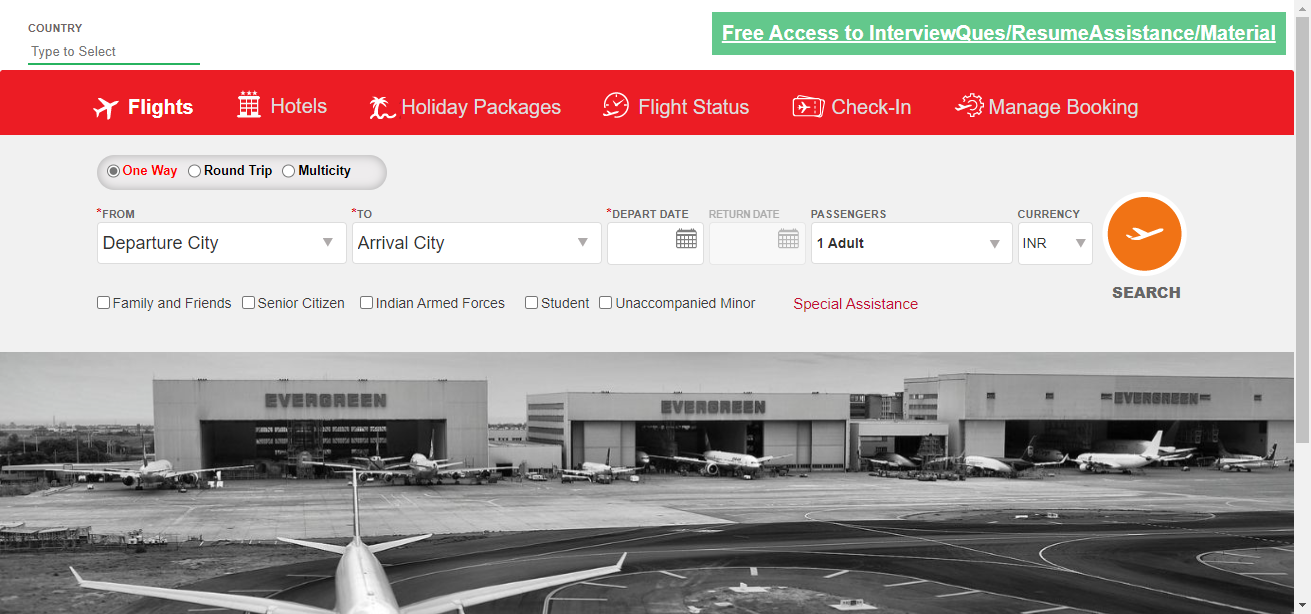 COUNTRY
Type to Select
Free Access to InterviewQues/ResumeAssistance/Material
Flights Hotels Holiday Packages Flight Status Check-In Manage Booking
One Way Round Trip Multicity
*FROM *TO *DEPART DATE RETURN DATE PASSENGERS CURRENCY
Departure City Arrival City 1 Adult INR
SEARCH
Family and Friends Senior Citizen Indian Armed Forces Student Unaccompanied Minor Special Assistance
EVERGREEN EVERGREEN EVERGREEN